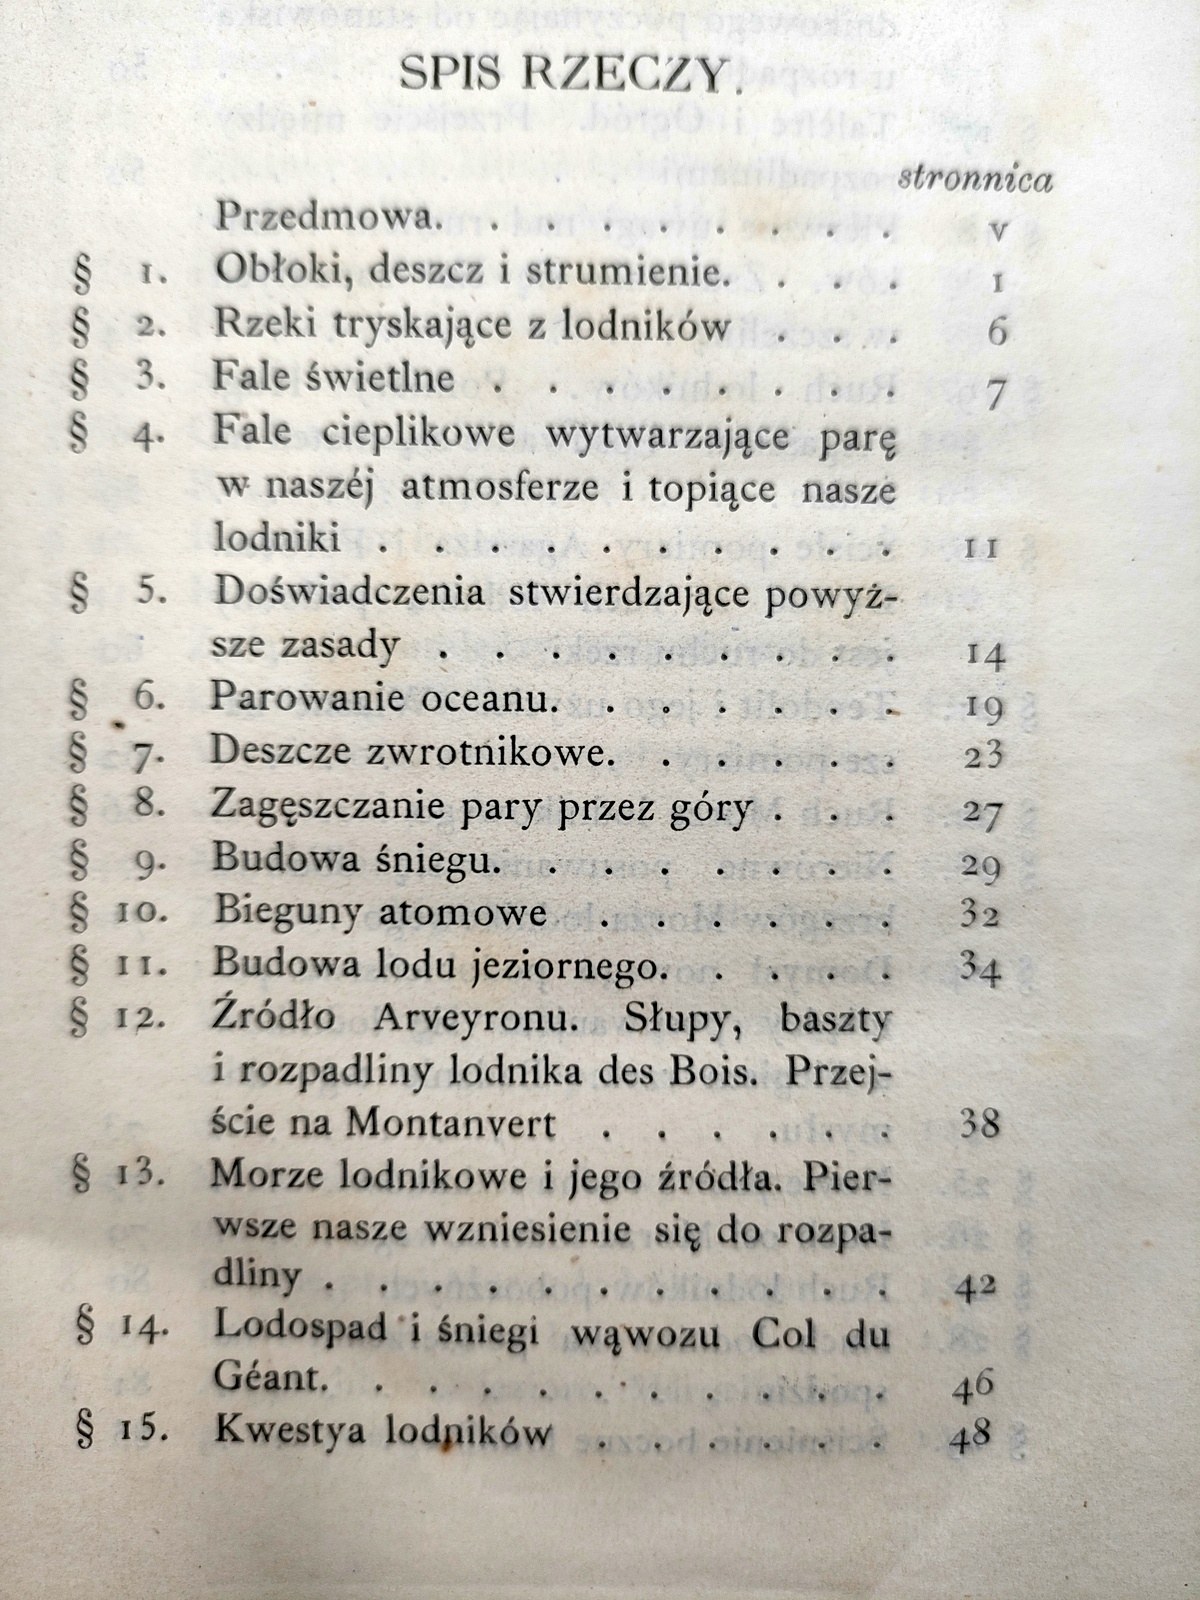 SPIS RZECZY.
stronnica
Przedmowa. . . . . . . . . v
§ 1. Obłoki, deszcz i strumienie. . . . 1
§ 2. Rzeki tryskające z lodników . . . 6
§ 3. Fale świetlne . . . . . . . . 7
§ 4. Fale cieplikowe wytwarzające parę
w naszéj atmosferze i topiące nasze
lodniki . . . . . . . . . . 11
§ 5. Doświadczenia stwierdzające powyż-
sze zasady . . . . . . . . . 14
§ 6. Parowanie oceanu. . . . . . . 19
§ 7. Deszcze zwrotnikowe. . . . . . 23
§ 8. Zagęszczanie pary przez góry . . . 27
§ 9. Budowa śniegu. . . . . . . . 29
§ 10. Bieguny atomowe . . . . . . 32
§ 11. Budowa lodu jeziornego. . . . . 34
§ 12. Źródło Arveyronu. Słupy, baszty
i rozpadliny lodnika des Bois. Przej-
ście na Montanvert . . . . . . 38
§ 13. Morze lodnikowe i jego źródła. Pier-
wsze nasze wzniesienie się do rozpa-
dliny . . . . . . . . . . . 42
§ 14. Lodospad i śniegi wąwozu Col du
Géant. . . . . . . . . . . 46
§ 15. Kwestya lodników . . . . . . 48